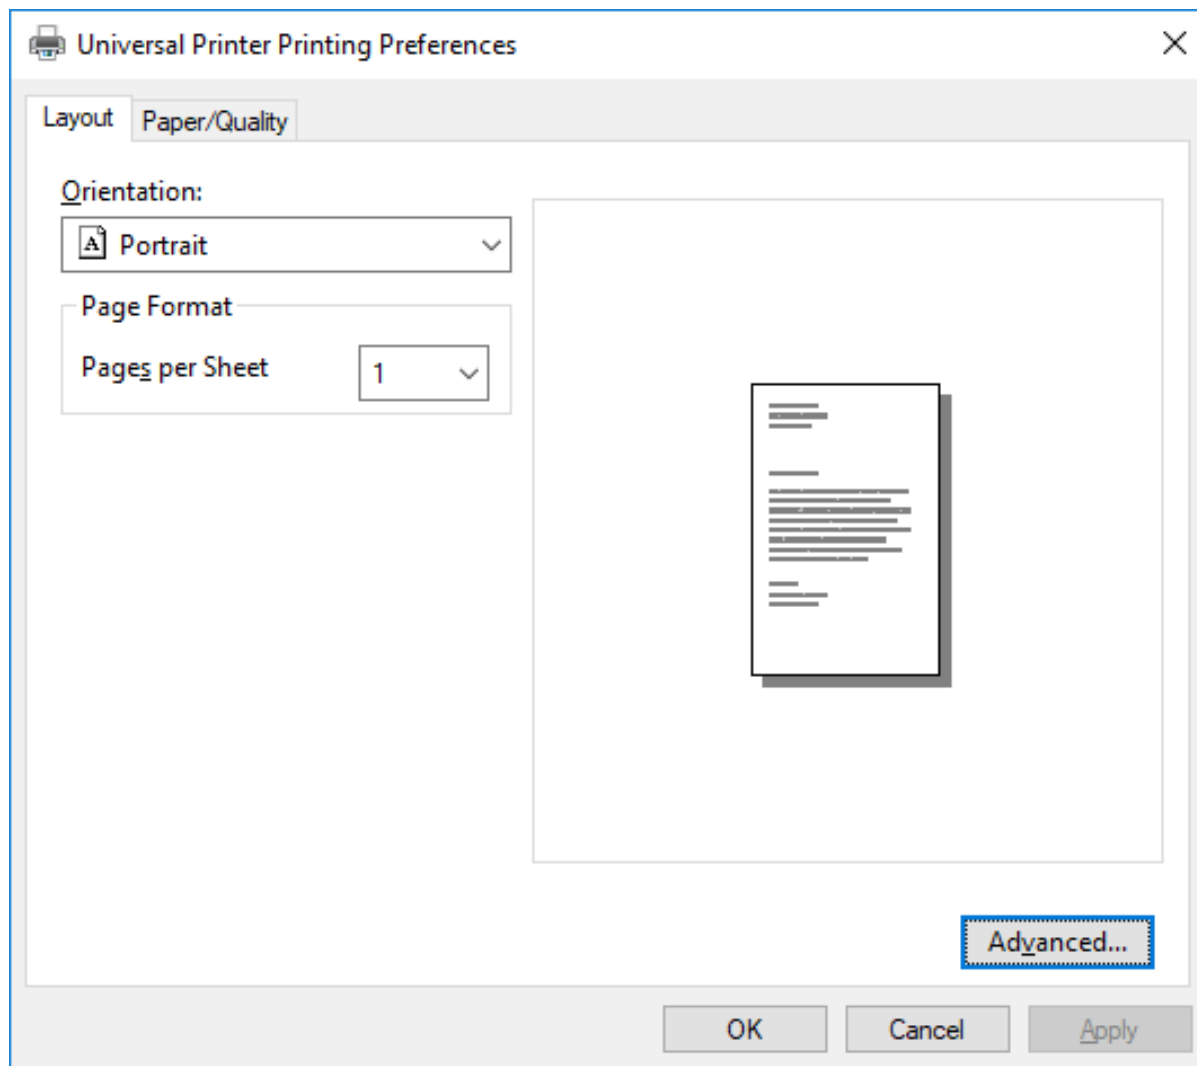 Universal Printer Printing Preferences
Layout Paper/Quality
Orientation:
A Portrait
Page Format
Pages per Sheet 1
Advanced...
OK Cancel Apply